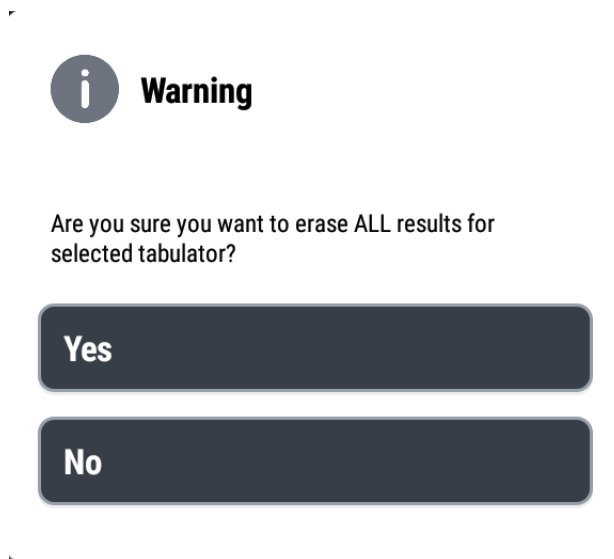 Warning
Are you sure you want to erase ALL results for
selected tabulator?
Yes
No